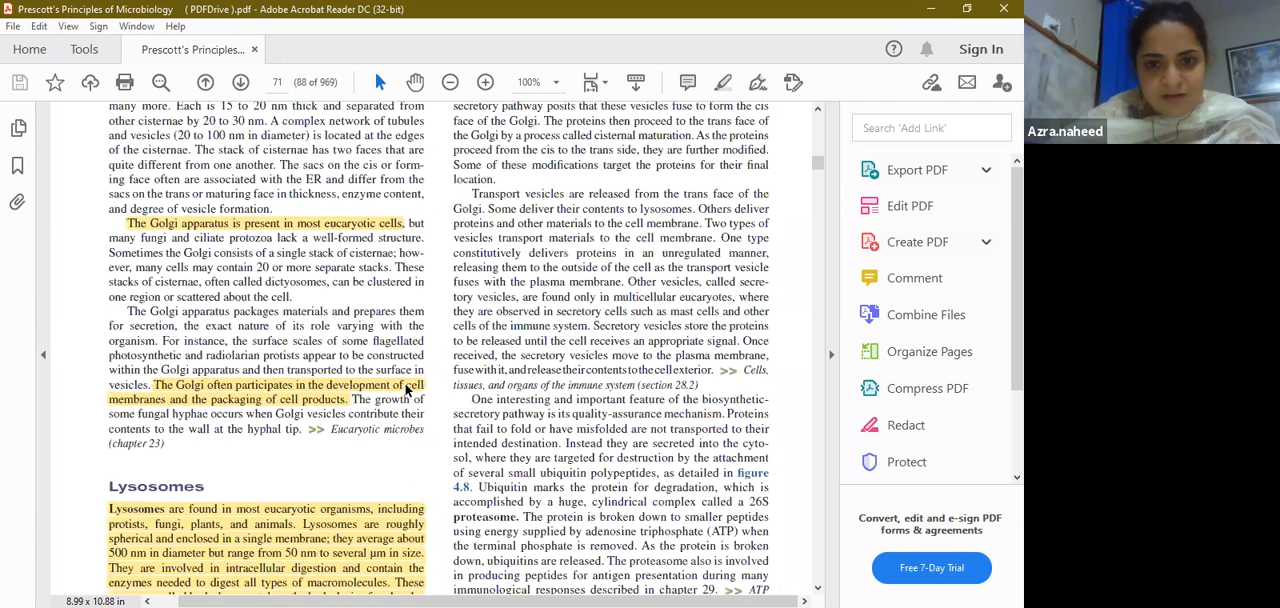 Prescott's Principles of Microbiology ( PDFDrive ).pdf - Adobe Acrobat Reader DC (32-bit)
File Edit View Sign Window Help
Home Tools Prescott's Principles... × Sign In
71 (88 of 969) 100%
many more. Each is 15 to 20 nm thick and separated from
other cisternae by 20 to 30 nm. A complex network of tubules
and vesicles (20 to 100 nm in diameter) is located at the edges
of the cisternae. The stack of cisternae has two faces that are
quite different from one another. The sacs on the cis or form-
ing face often are associated with the ER and differ from the
sacs on the trans or maturing face in thickness, enzyme content,
and degree of vesicle formation.
The Golgi apparatus is present in most eucaryotic cells, but
many fungi and ciliate protozoa lack a well-formed structure.
Sometimes the Golgi consists of a single stack of cisternae; how-
ever, many cells may contain 20 or more separate stacks. These
stacks of cisternae, often called dictyosomes, can be clustered in
one region or scattered about the cell.
The Golgi apparatus packages materials and prepares them
for secretion, the exact nature of its role varying with the
organism. For instance, the surface scales of some flagellated
photosynthetic and radiolarian protists appear to be constructed
within the Golgi apparatus and then transported to the surface in
vesicles. The Golgi often participates in the development of cell
membranes and the packaging of cell products. The growth of
some fungal hyphae occurs when Golgi vesicles contribute their
contents to the wall at the hyphal tip. >> Eucaryotic microbes
(chapter 23)
Lysosomes
Lysosomes are found in most eucaryotic organisms, including
protists, fungi, plants, and animals. Lysosomes are roughly
spherical and enclosed in a single membrane; they average about
500 nm in diameter but range from 50 nm to several μm in size.
They are involved in intracellular digestion and contain the
enzymes needed to digest all types of macromolecules. These
secretory pathway posits that these vesicles fuse to form the cis
face of the Golgi. The proteins then proceed to the trans face of
the Golgi by a process called cisternal maturation. As the proteins
proceed from the cis to the trans side, they are further modified.
Some of these modifications target the proteins for their final
location.
Transport vesicles are released from the trans face of the
Golgi. Some deliver their contents to lysosomes. Others deliver
proteins and other materials to the cell membrane. Two types of
vesicles transport materials to the cell membrane. One type
constitutively delivers proteins in an unregulated manner,
releasing them to the outside of the cell as the transport vesicle
fuses with the plasma membrane. Other vesicles, called secre-
tory vesicles, are found only in multicellular eucaryotes, where
they are observed in secretory cells such as mast cells and other
cells of the immune system. Secretory vesicles store the proteins
to be released until the cell receives an appropriate signal. Once
received, the secretory vesicles move to the plasma membrane,
fuse with it, and release their contents to the cell exterior. >> Cells,
tissues, and organs of the immune system (section 28.2)
One interesting and important feature of the biosynthetic-
secretory pathway is its quality-assurance mechanism. Proteins
that fail to fold or have misfolded are not transported to their
intended destination. Instead they are secreted into the cyto-
sol, where they are targeted for destruction by the attachment
of several small ubiquitin polypeptides, as detailed in figure
4.8. Ubiquitin marks the protein for degradation, which is
accomplished by a huge, cylindrical complex called a 26S
proteasome. The protein is broken down to smaller peptides
using energy supplied by adenosine triphosphate (ATP) when
the terminal phosphate is removed. As the protein is broken
down, ubiquitins are released. The proteasome also is involved
in producing peptides for antigen presentation during many
immunological responses described in chapter 29. >> ATP
8.99 x 10.88 in
Search 'Add Link'
Export PDF
Edit PDF
Create PDF
Comment
Combine Files
Organize Pages
Compress PDF
Redact
Protect
Convert, edit and e-sign PDF
forms & agreements
Free 7-Day Trial
Azra.naheed